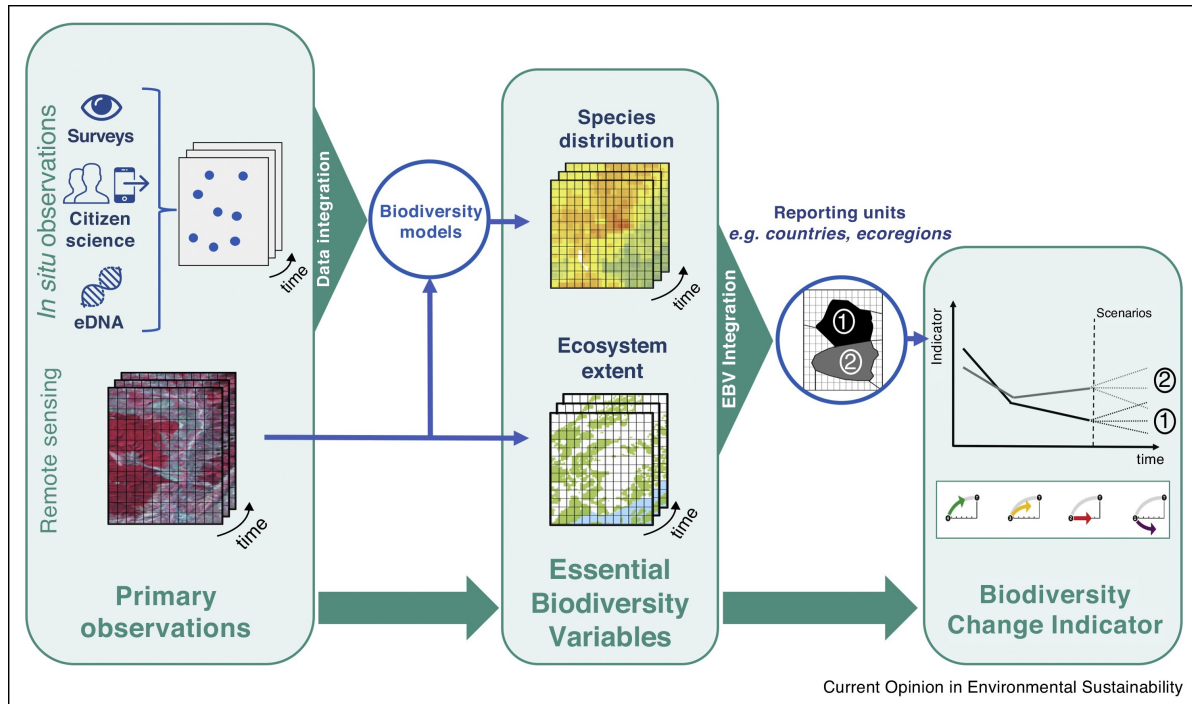 In situ observations
Surveys
Citizen
science
eDNA
time
Remote sensing
time
Primary
observations
Data integration
Biodiversity
models
Species
distribution
time
Ecosystem
extent
time
Essential
Biodiversity
Variables
EBV Integration
Reporting units
e.g. countries, ecoregions
1
2
Indicator
Scenarios
2
1
time
Biodiversity
Change Indicator
Current Opinion in Environmental Sustainability